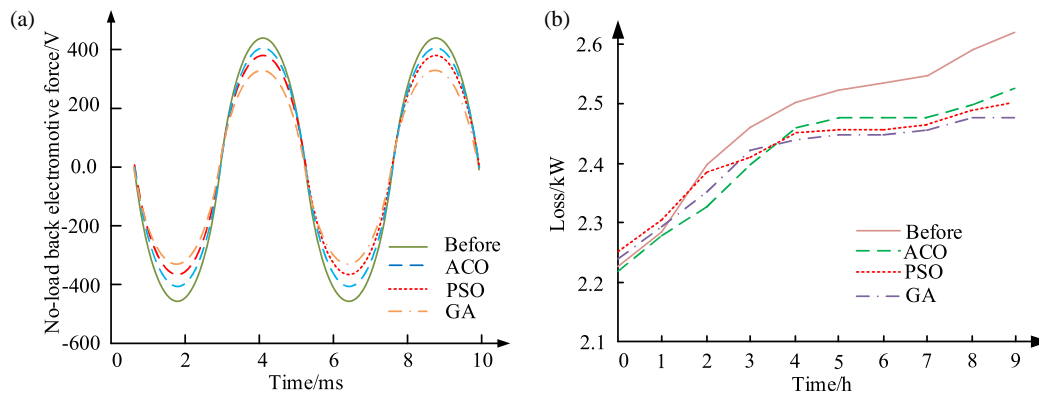 (a)
No-load back electromotive force/V
400
200
0.0
-200
-400
-600
0
2
4
6
8
10
Time/ms
Before
ACO
PSO
GA
(b)
Loss/kW
2.6
2.5
2.4
2.3
2.2
2.1
0
1
2
3
4
5
6
7
8
9
Time/h
Before
ACO
PSO
GA